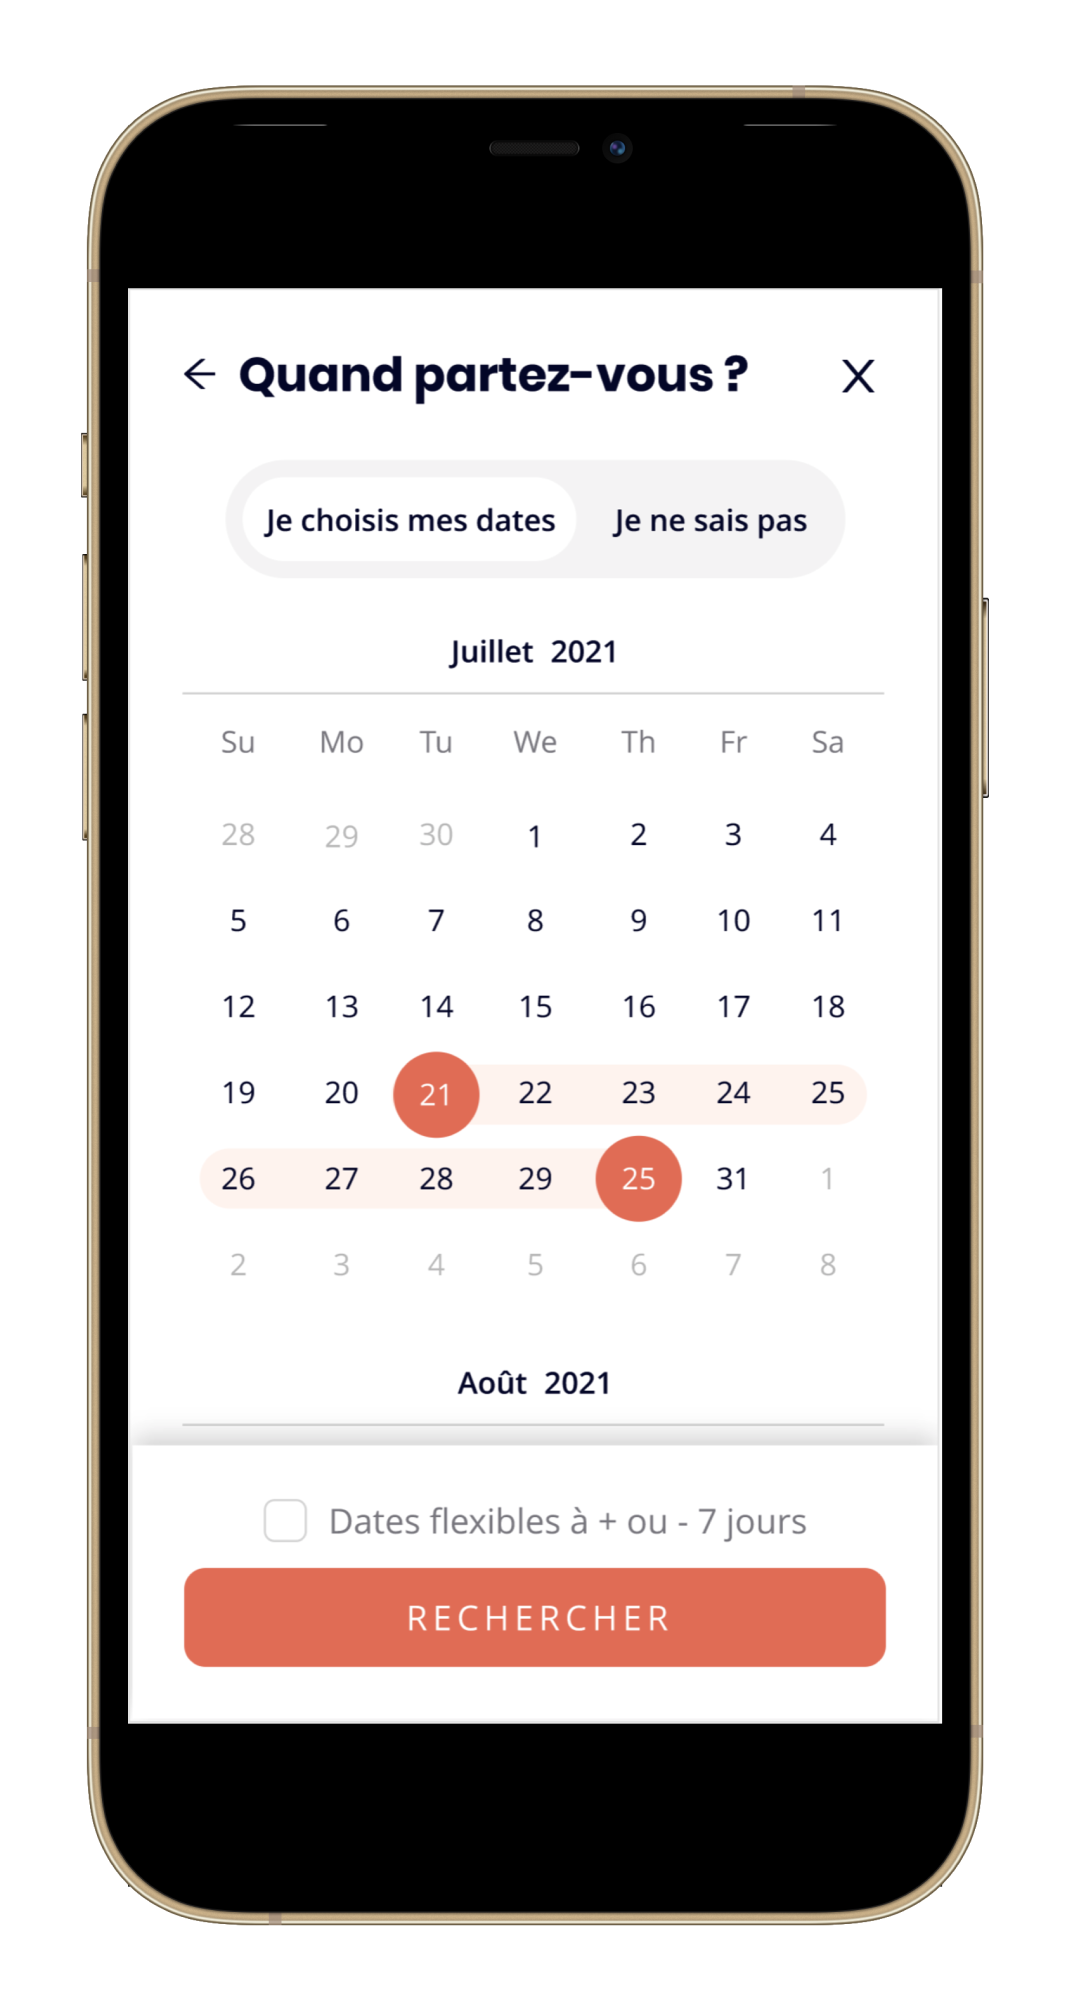 ← Quand partez-vous ? X
Je choisis mes dates Je ne sais pas
Juillet 2021
Su Mo Tu We Th Fr Sa
28 29 30 1 2 3 4
5 6 7 8 9 10 11
12 13 14 15 16 17 18
19 20 21 22 23 24 25
26 27 28 29 25 31 1
2 3 4 5 6 7 8
Août 2021
Dates flexibles à + ou - 7 jours
RECHERCHER